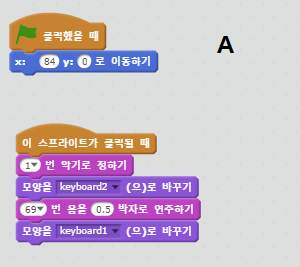 클릭했을 때
A
x: 84 y: 0 로 이동하기
이 스프라이트가 클릭될 때
1 번 악기로 정하기
모양을 keyboard2 (으)로 바꾸기
69 번 음을 0.5 박자로 연주하기
모양을 keyboard1 (으)로 바꾸기